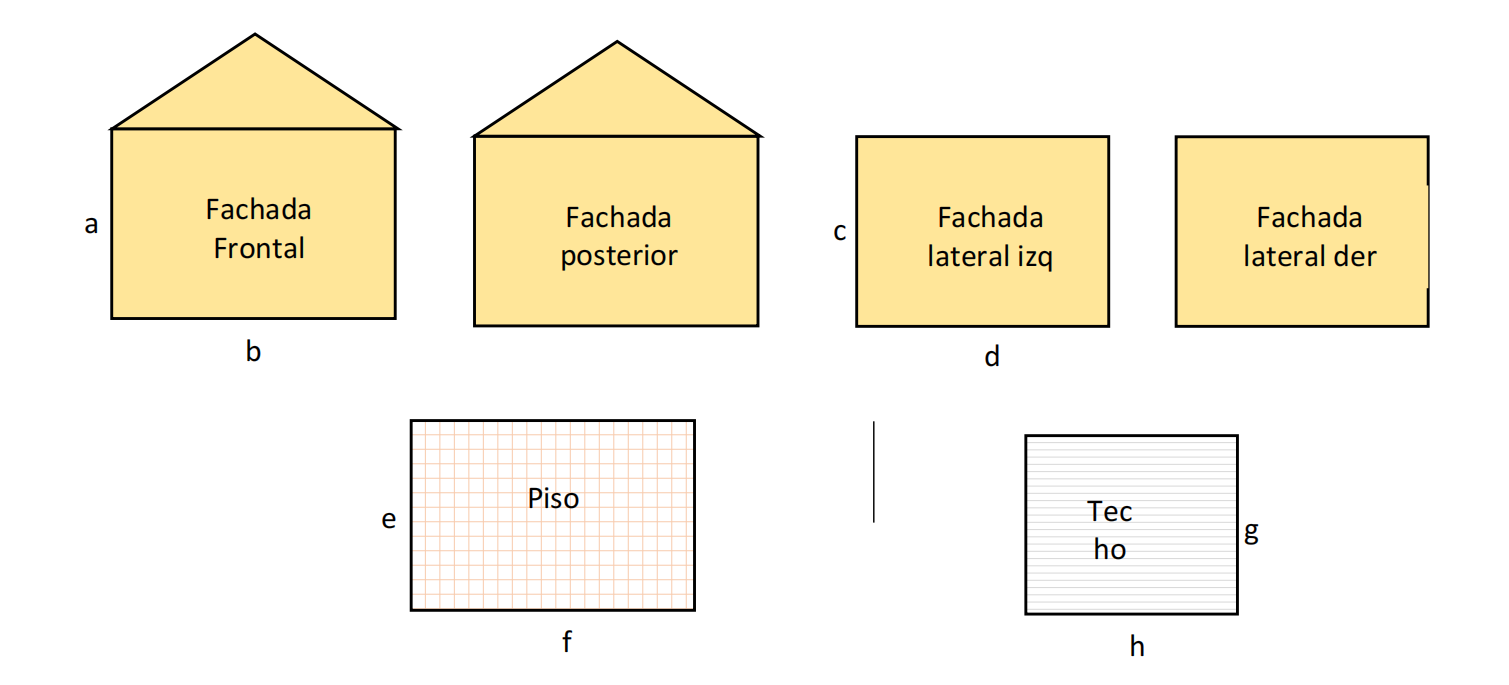 a
Fachada
Frontal
b
Fachada
posterior
c
Fachada
lateral izq
d
Fachada
lateral der
e
Piso
f
Tec
ho
g
h